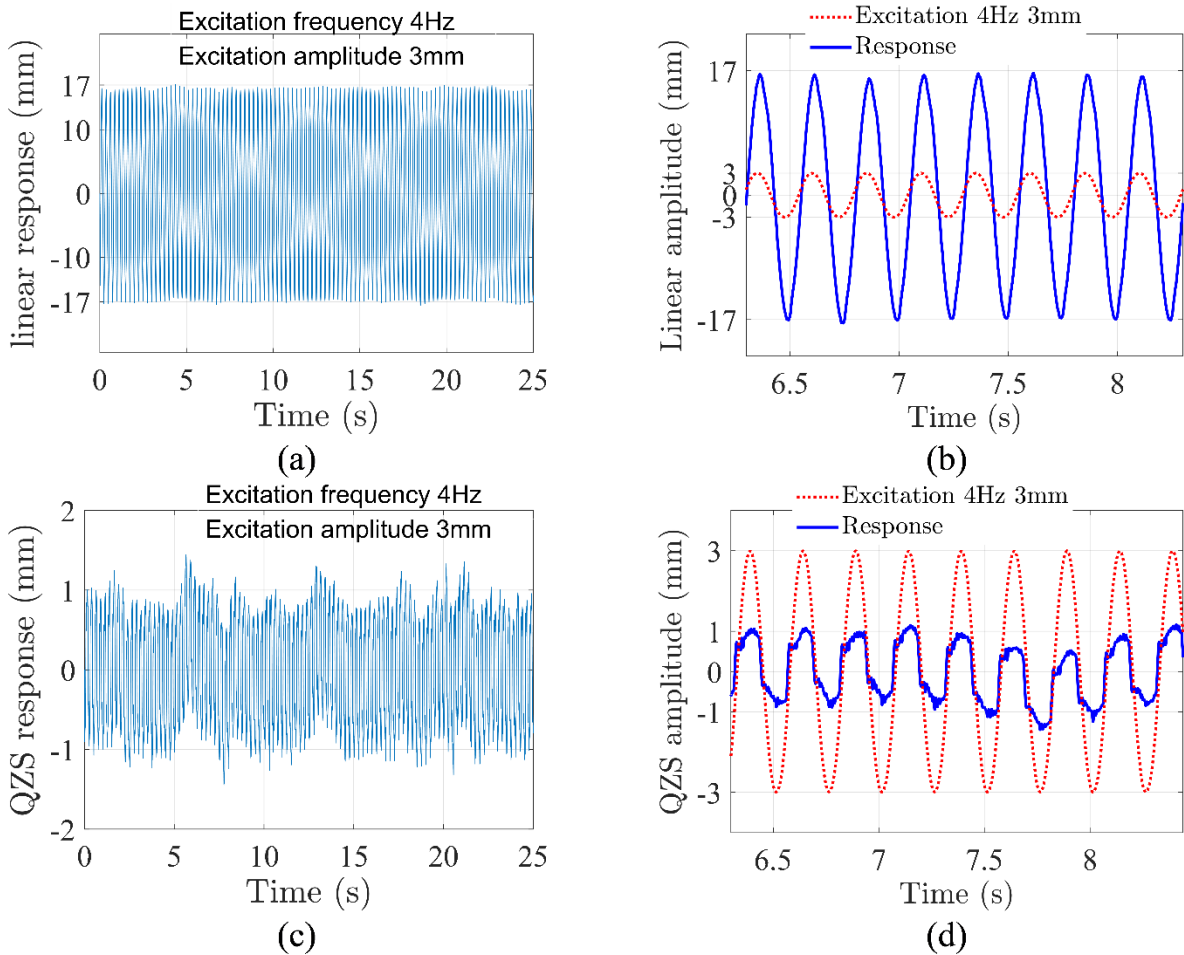 Excitation frequency 4Hz
Excitation amplitude 3mm
linear response (mm)
17
10
0
-10
-17
0 5 10 15 20 25
Time (s)
(a)
Excitation 4Hz 3mm
Response
Linear amplitude (mm)
17
3
0
-3
-17
6.5 7 7.5 8
Time (s)
(b)
Excitation frequency 4Hz
Excitation amplitude 3mm
QZS response (mm)
2
1
0
-1
-2
0 5 10 15 20 25
Time (s)
(c)
Excitation 4Hz 3mm
Response
QZS amplitude (mm)
3
1
0
-1
-3
6.5 7 7.5 8
Time (s)
(d)